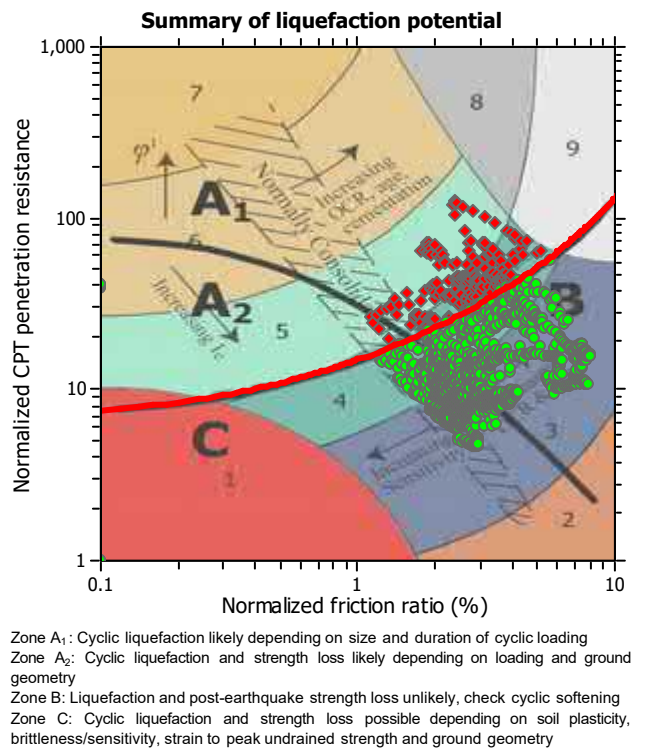 Summary of liquefaction potential
1,000
7
8
9
φ'
A1
Increasing
OCR, age,
cementation
Normally Consoli
100
6
A2
Increasing Ic
B
5
10
4
C
3
1
Increasing
Sensitivity
2
1
0.1
1
10
Normalized CPT penetration resistance
Normalized friction ratio (%)
Zone A1: Cyclic liquefaction likely depending on size and duration of cyclic loading
Zone A2: Cyclic liquefaction and strength loss likely depending on loading and ground
geometry
Zone B: Liquefaction and post-earthquake strength loss unlikely, check cyclic softening
Zone C: Cyclic liquefaction and strength loss possible depending on soil plasticity,
brittleness/sensitivity, strain to peak undrained strength and ground geometry